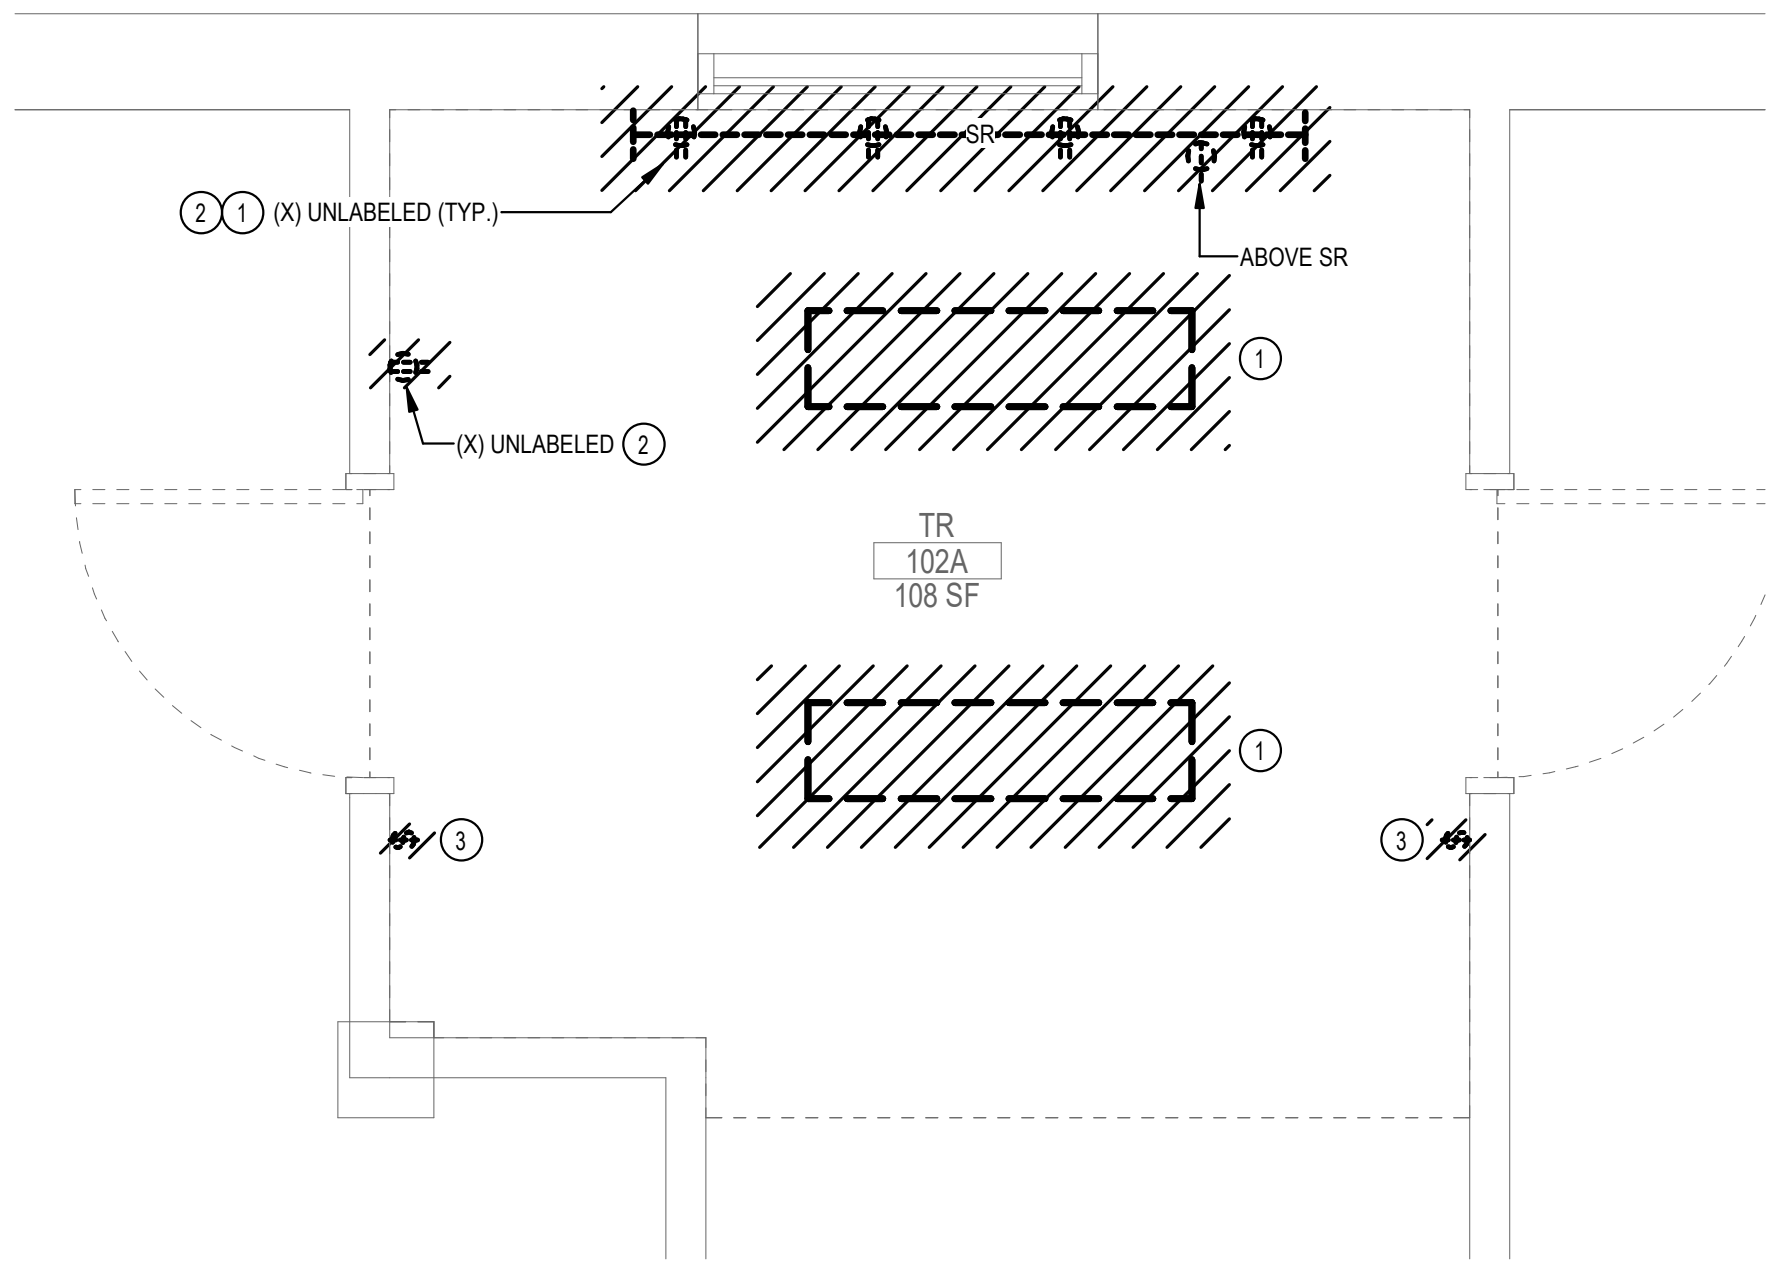 SR
2 1 (X) UNLABELED (TYP.)
ABOVE SR
1
(X) UNLABELED 2
TR
102A
108 SF
1
3
3